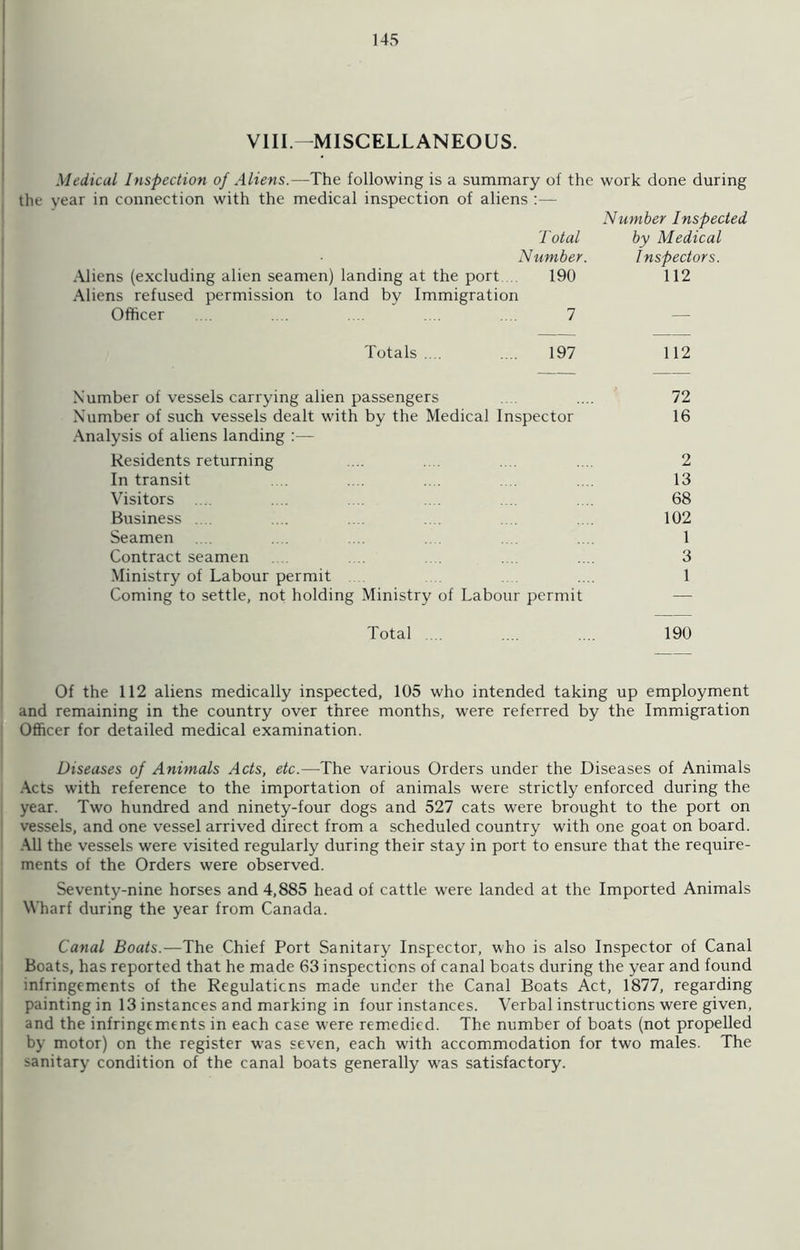 145
VIII.—MISCELLANEOUS.
Medical Inspection of Aliens.—The following is a summary of the work done during
the year in connection with the medical inspection of aliens :—
Number Inspected
Total by Medical
Number. Inspectors.
Aliens (excluding alien seamen) landing at the port .... 190 112
Aliens refused permission to land by Immigration
Officer .... .... .... .... .... 7 —
Totals .... .... 197 112
Number of vessels carrying alien passengers .... .... 72
Number of such vessels dealt with by the Medical Inspector 16
Analysis of aliens landing :—
Residents returning .... .... .... .... 2
In transit .... .... .... .... .... 13
Visitors .... .... .... .... .... .... 68
Business .... .... .... .... .... .... 102
Seamen .... .... .... .... .... .... 1
Contract seamen .... .... .... .... .... 3
Ministry of Labour permit .... .... .... .... 1
Coming to settle, not holding Ministry of Labour permit —
Total .... .... .... 190
Of the 112 aliens medically inspected, 105 who intended taking up employment
and remaining in the country over three months, were referred by the Immigration
Officer for detailed medical examination.
Diseases of Animals Acts, etc.—The various Orders under the Diseases of Animals
Acts with reference to the importation of animals were strictly enforced during the
year. Two hundred and ninety-four dogs and 527 cats were brought to the port on
vessels, and one vessel arrived direct from a scheduled country with one goat on board.
All the vessels were visited regularly during their stay in port to ensure that the require-
ments of the Orders were observed.
Seventy-nine horses and 4,885 head of cattle were landed at the Imported Animals
Wharf during the year from Canada.
Canal Boats.—The Chief Port Sanitary Inspector, who is also Inspector of Canal
Boats, has reported that he made 63 inspections of canal boats during the year and found
infringements of the Regulations made under the Canal Boats Act, 1877, regarding
painting in 13 instances and marking in four instances. Verbal instructions were given,
and the infringements in each case were remedied. The number of boats (not propelled
by motor) on the register was seven, each with accommodation for two males. The
sanitary condition of the canal boats generally was satisfactory.